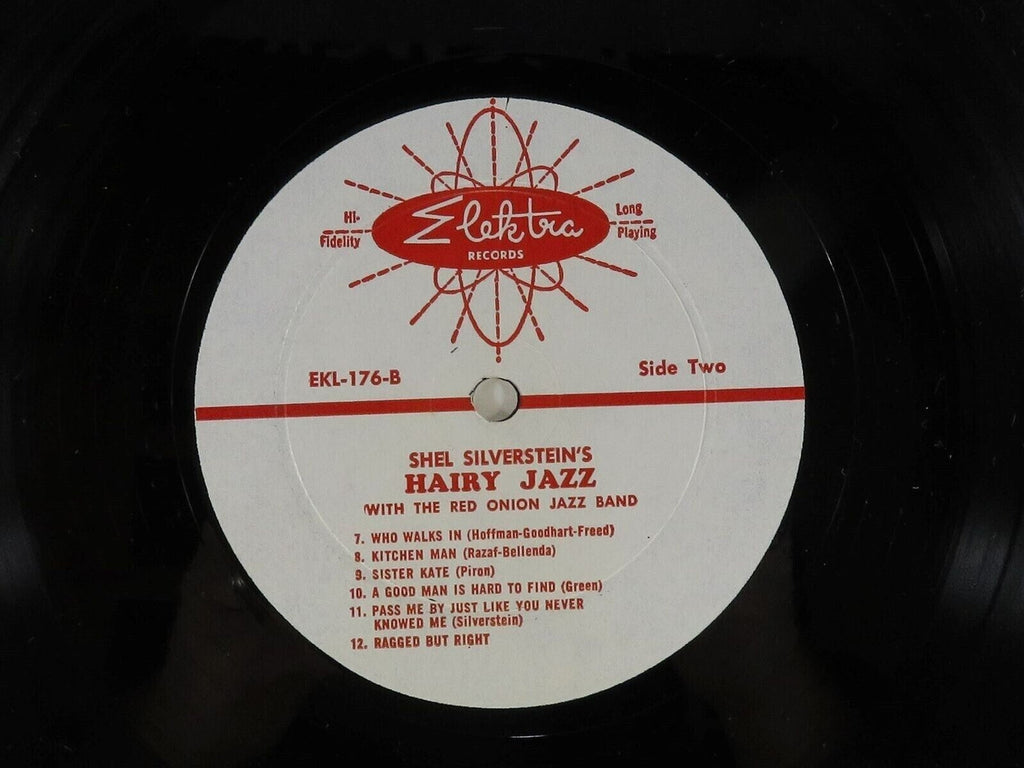 Hi-
Fidelity
Elektra
RECORDS
Long
Playing
EKL-176-B
Side Two
SHEL SILVERSTEIN'S
HAIRY JAZZ
WITH THE RED ONION JAZZ BAND
7. WHO WALKS IN (Hoffman-Goodhart-Freed)
8. KITCHEN MAN (Razaf-Bellenda)
9. SISTER KATE (Piron)
10. A GOOD MAN IS HARD TO FIND (Green)
11. PASS ME BY JUST LIKE YOU NEVER
KNOWED ME (Silverstein)
12. RAGGED BUT RIGHT